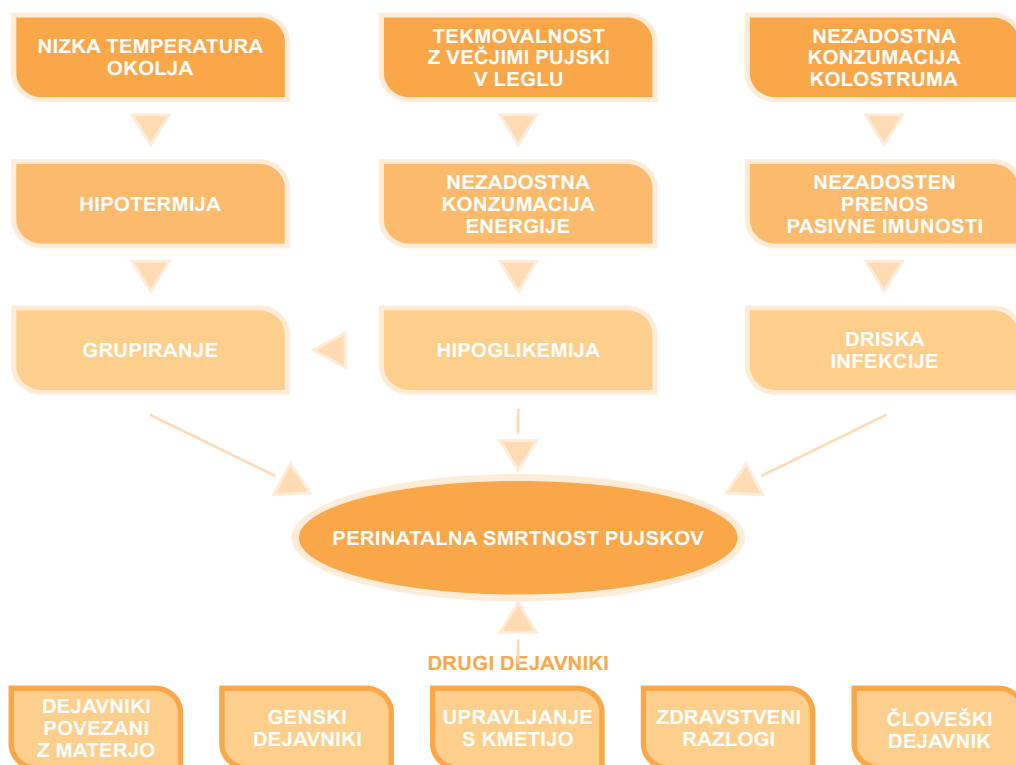 NIZKA TEMPERATURA
OKOLJA
TEKMOVALNOST
Z VEČJIMI PUJSKI
V LEGLU
NEZADOSTNA
KONZUMACIJA
KOLOSTRUMA
HIPOTERMIJA
NEZADOSTNA
KONZUMACIJA
ENERGIJE
NEZADOSTEN
PRENOS
PASIVNE IMUNOSTI
GRUPIRANJE
HIPOGLIKEMIJA
DRISKA
INFEKCIJE
PERINATALNA SMRTNOST PUJSKOV
DRUGI DEJAVNIKI
DEJAVNIKI
POVEZANI
Z MATERJO
GENSKI
DEJAVNIKI
UPRAVLJANJE
S KMETIJO
ZDRAVSTVENI
RAZLOGI
ČLOVEŠKI
DEJAVNIK